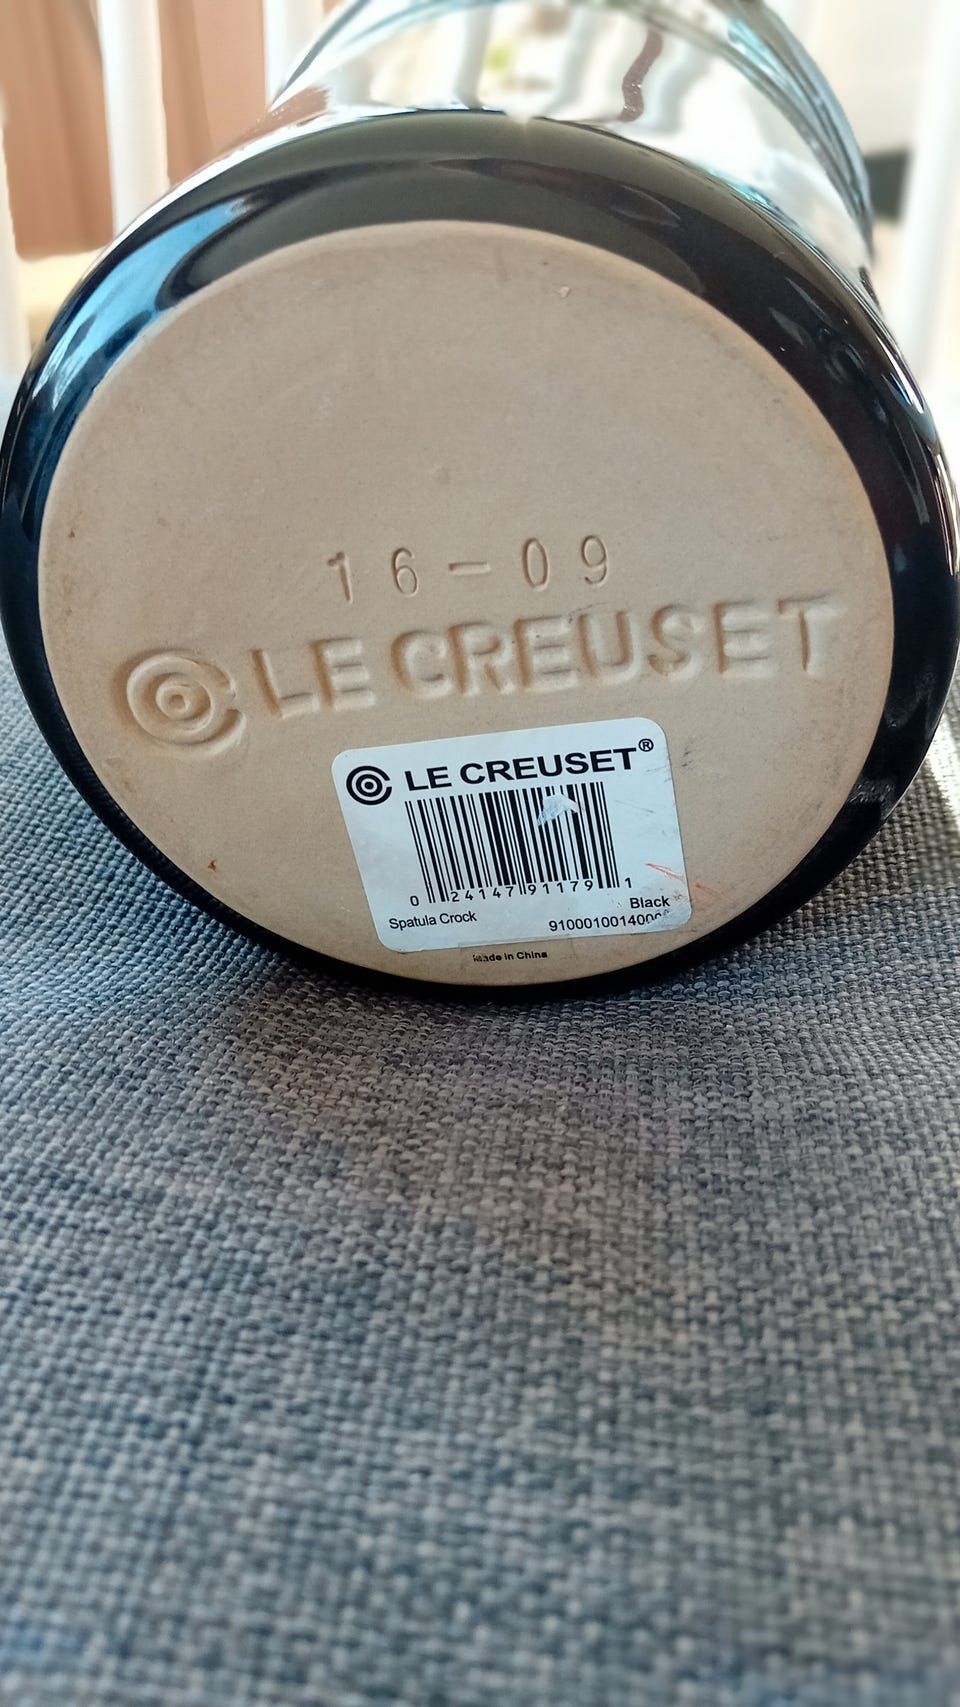 16-09
LE CREUSET
LE CREUSET®
0 24147 91179 1
Spatula Crock
Black
Made in China